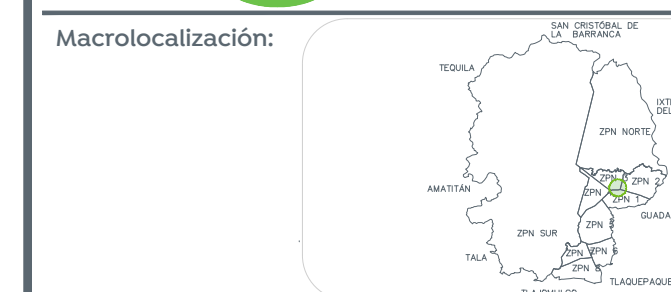 Macrolocalización:
SAN CRISTÓBAL DE
LA BARRANCA
TEQUILA
ZPN NORTE
ZPN 2
AMATITÁN
ZPN
ZPN 1
ZPN SUR
ZPN
ZPN 6
TALA
ZPN
ZPN
TLAQUEPAQUE